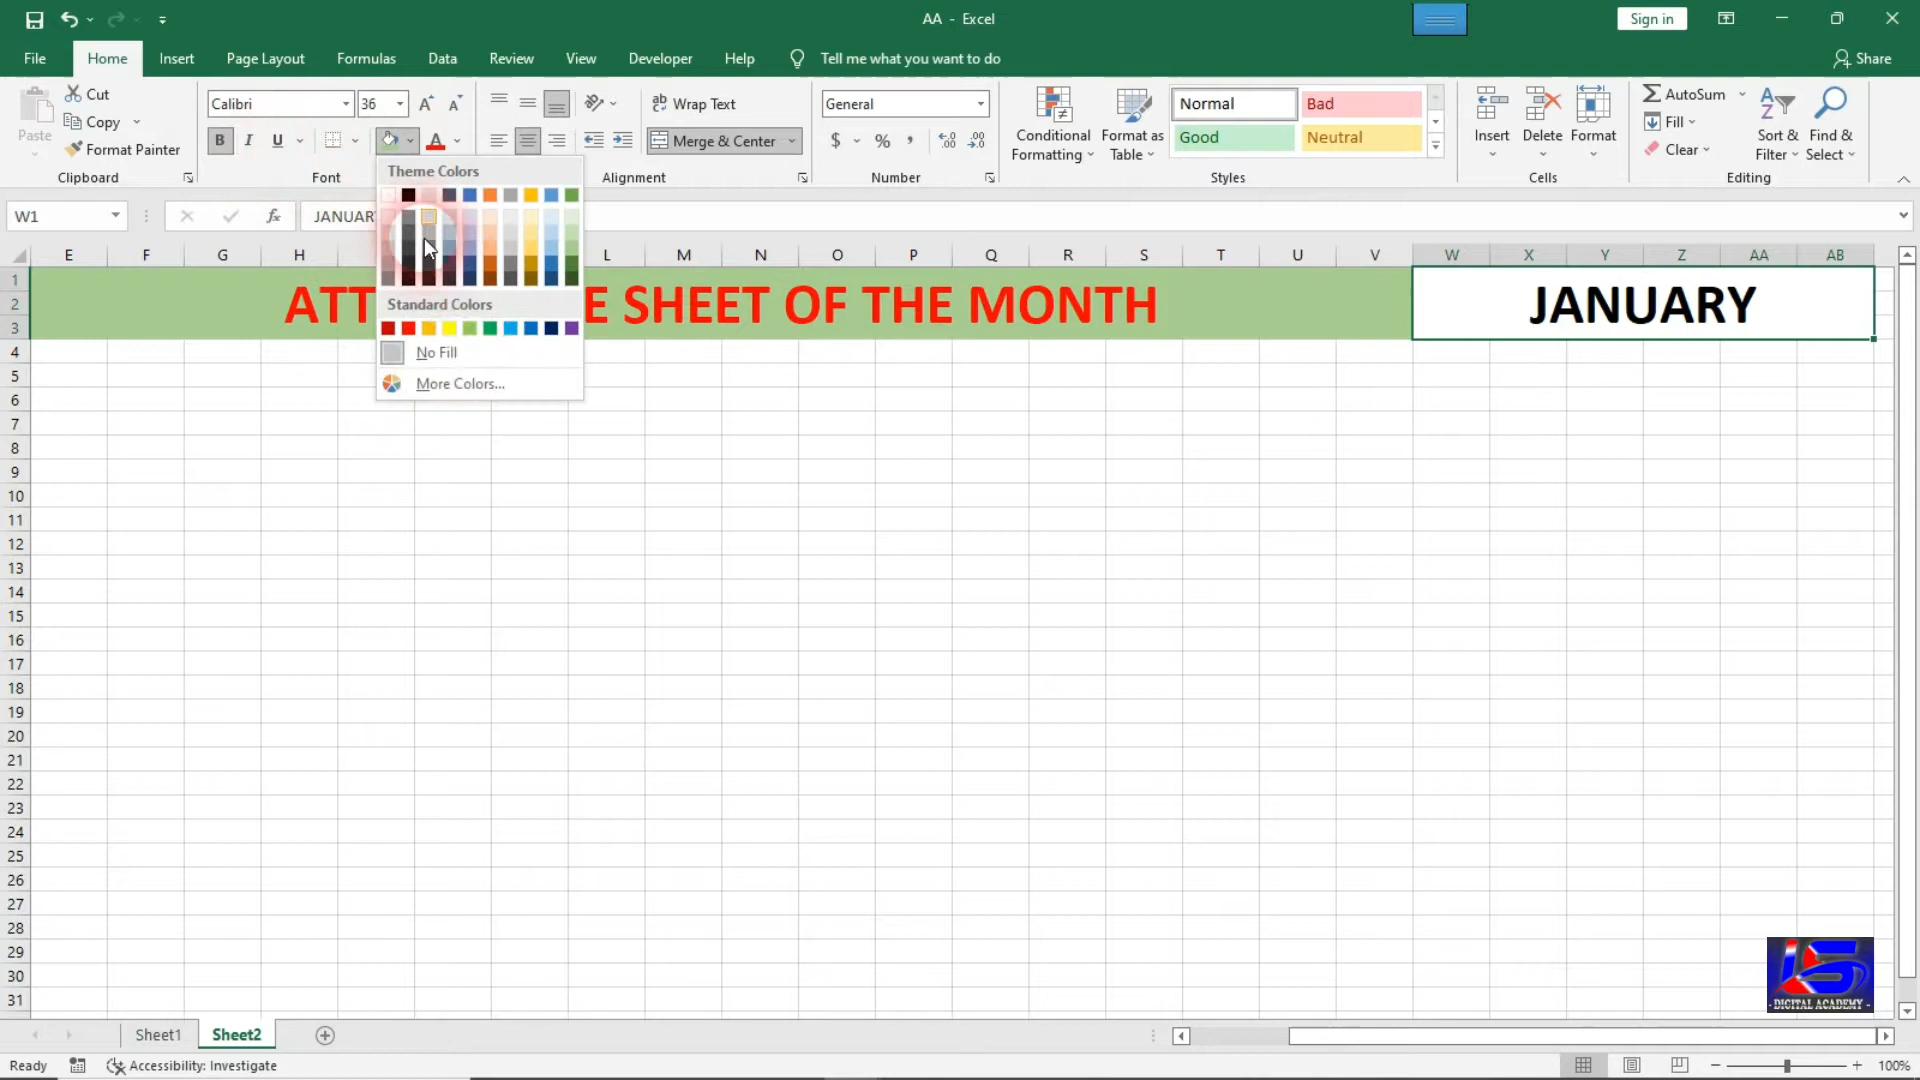 AA - Excel
Sign in
File Home Insert Page Layout Formulas Data Review View Developer Help Tell me what you want to do Share
Paste
Cut
Copy
Format Painter
Clipboard
Calibri 36
B I U A
Font
ab Wrap Text
Merge & Center
Alignment
General
$ % ,
Number
Conditional Formatting
Format as Table
Normal Bad
Good Neutral
Styles
Insert Delete Format
Cells
AutoSum
Fill
Clear
Sort & Filter
Find & Select
Editing
Theme Colors
Standard Colors
No Fill
More Colors...
W1 fx JANUAR
E F G H L M N O P Q R S T U V W X Y Z AA AB
1
2
3
ATT E SHEET OF THE MONTH JANUARY
4
5
6
7
8
9
10
11
12
13
14
15
16
17
18
19
20
21
22
23
24
25
26
27
28
29
30
31
LS
- DIGITAL ACADEMY -
Sheet1 Sheet2
Ready Accessibility: Investigate 100%